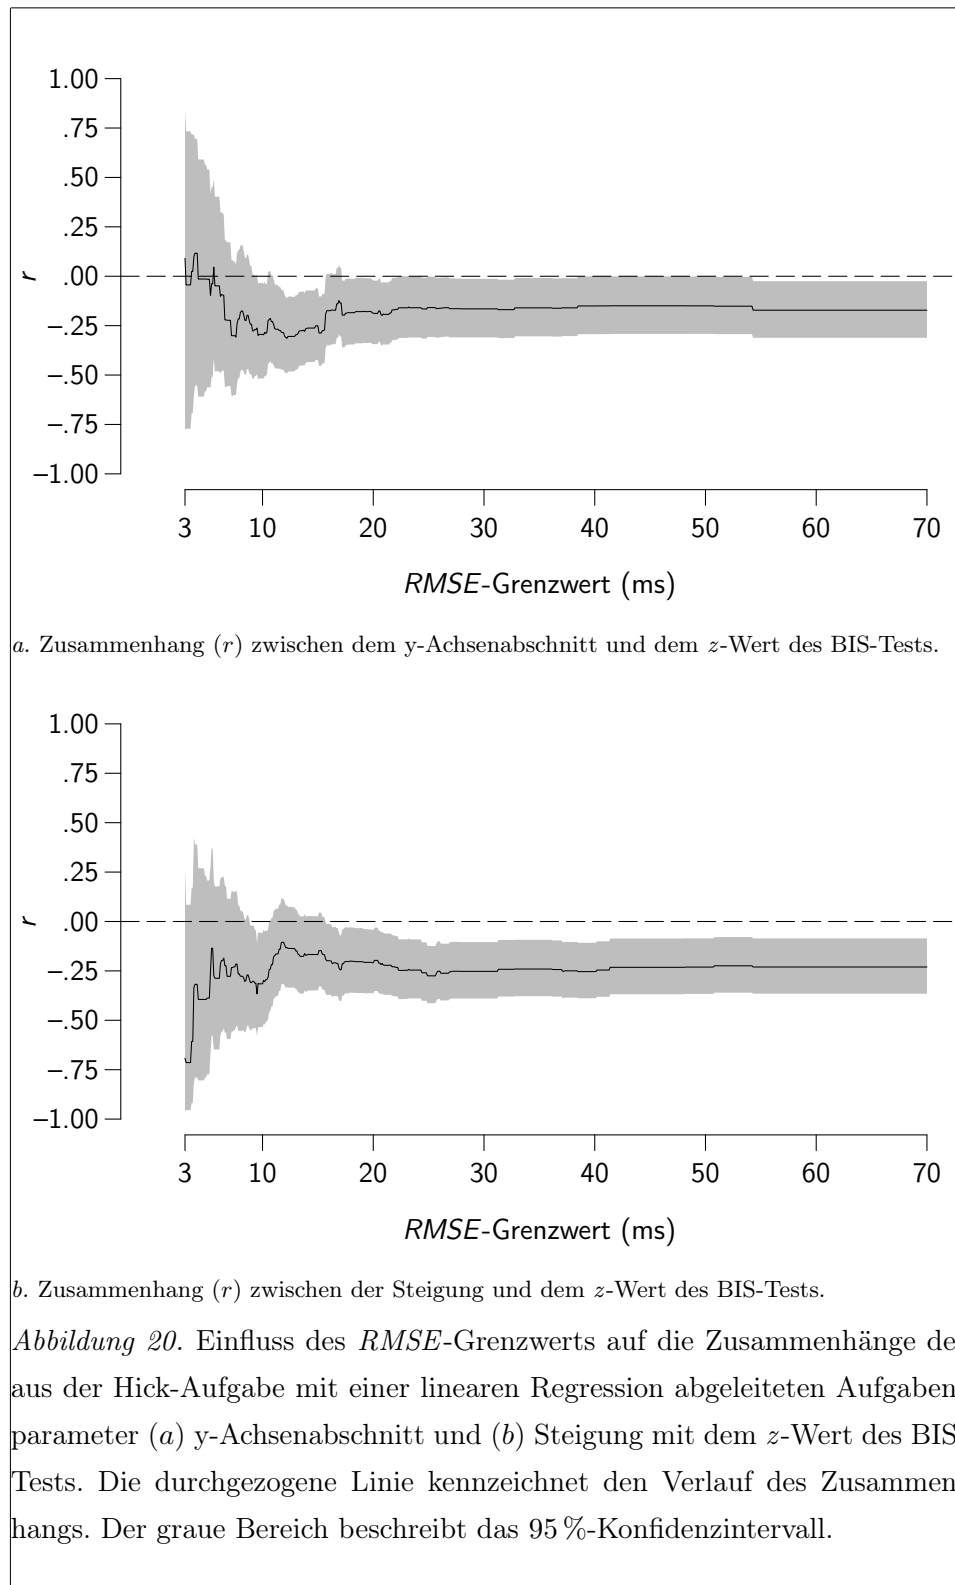 1.00
.75
.50
.25
.00
−.25
−.50
−.75
−1.00
r
3 10 20 30 40 50 60 70
RMSE-Grenzwert (ms)
a. Zusammenhang (r) zwischen dem y-Achsenabschnitt und dem z-Wert des BIS-Tests.
1.00
.75
.50
.25
.00
−.25
−.50
−.75
−1.00
r
3 10 20 30 40 50 60 70
RMSE-Grenzwert (ms)
b. Zusammenhang (r) zwischen der Steigung und dem z-Wert des BIS-Tests.
Abbildung 20. Einfluss des RMSE-Grenzwerts auf die Zusammenhänge de
aus der Hick-Aufgabe mit einer linearen Regression abgeleiteten Aufgaben
parameter (a) y-Achsenabschnitt und (b) Steigung mit dem z-Wert des BIS
Tests. Die durchgezogene Linie kennzeichnet den Verlauf des Zusammen
hangs. Der graue Bereich beschreibt das 95 %-Konfidenzintervall.